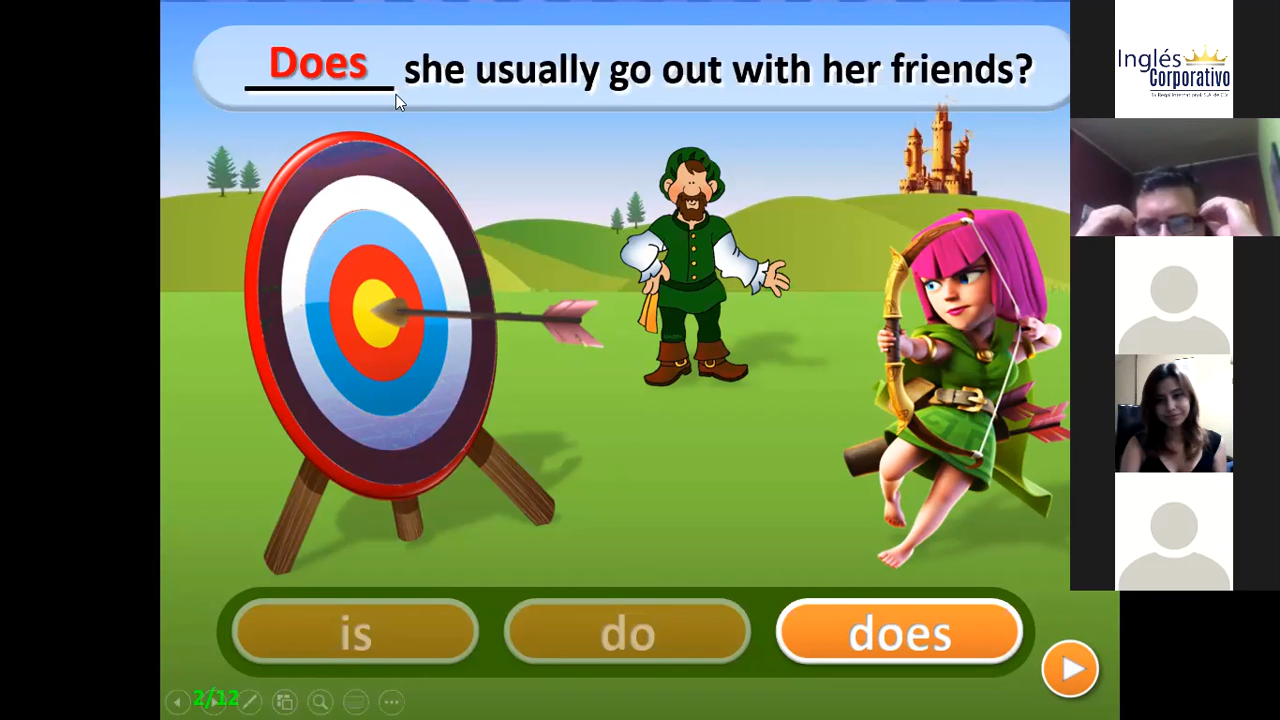 Does she usually go out with her friends?
Inglés
Corporativo
is do does
2/12